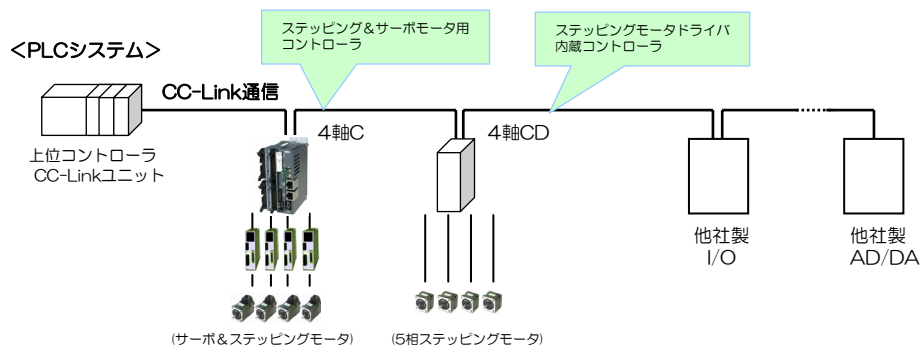 ステッピング＆サーボモータ用
コントローラ
ステッピングモータドライバ
内蔵コントローラ
＜PLCシステム＞
CC-Link通信
4軸C
4軸CD
上位コントローラ
CC-Linkユニット
他社製
I/O
他社製
AD/DA
(サーボ＆ステッピングモータ)
(5相ステッピングモータ)